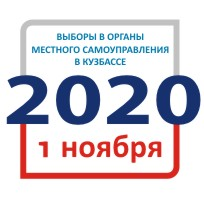 ВЫБОРЫ В ОРГАНЫ
МЕСТНОГО САМОУПРАВЛЕНИЯ
В КУЗБАССЕ
2020
1 ноября